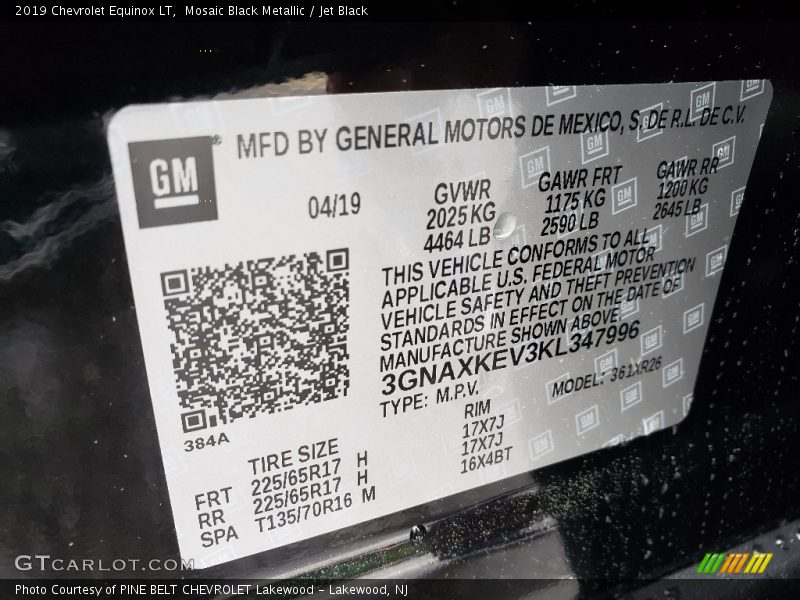 2019 Chevrolet Equinox LT,  Mosaic Black Metallic / Jet Black
GM
MFD BY GENERAL MOTORS DE MEXICO, S. DE R.L. DE C.V.
04/19
GVWR
2025 KG
4464 LB
GAWR FRT
1175 KG
2590 LB
GAWR RR
1200 KG
2645 LB
THIS VEHICLE CONFORMS TO ALL
APPLICABLE U.S. FEDERAL MOTOR
VEHICLE SAFETY AND THEFT PREVENTION
STANDARDS IN EFFECT ON THE DATE OF
MANUFACTURE SHOWN ABOVE.
3GNAXKEV3KL347996
TYPE: M.P.V.
MODEL: 361XR26
384A
TIRE SIZE
RIM
FRT 225/65R17 H 17X7J
RR 225/65R17 H 17X7J
SPA T135/70R16 M 16X4BT
GTCARLOT.COM
Photo Courtesy of PINE BELT CHEVROLET Lakewood - Lakewood, NJ